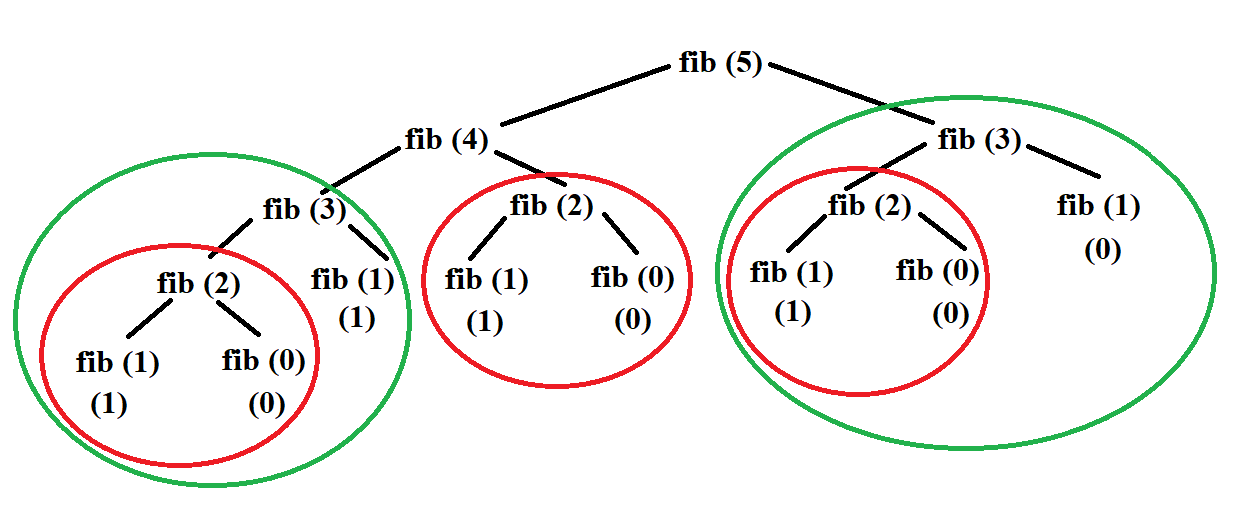 fib (5)
fib (4)
fib (3)
fib (3)
fib (2)
fib (2)
fib (1)
fib (2)
fib (1)
fib (1)
fib (0)
fib (1)
fib (0)
(0)
(1)
(1)
(0)
(1)
(0)
fib (1)
fib (0)
(1)
(0)